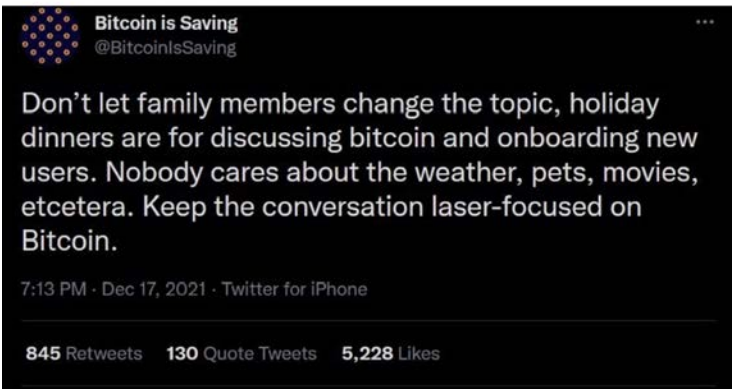 Bitcoin is Saving
@BitcoinIsSaving
Don’t let family members change the topic, holiday
dinners are for discussing bitcoin and onboarding new
users. Nobody cares about the weather, pets, movies,
etcetera. Keep the conversation laser-focused on
Bitcoin.
7:13 PM · Dec 17, 2021 · Twitter for iPhone
845 Retweets 130 Quote Tweets 5,228 Likes